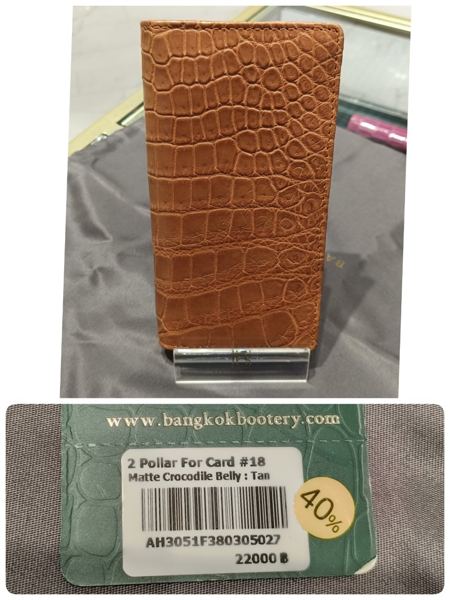 www.bangkokbootery.com
2 Pollar For Card #18
Matte Crocodile Belly : Tan
AH3051F380305027
22000 ฿
40%